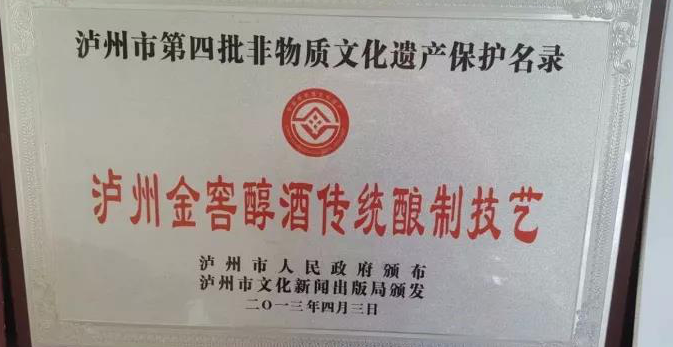 泸州市第四批非物质文化遗产保护名录
泸州金窖醇酒传统酿制技艺
泸州市人民政府颁布
泸州市文化新闻出版局颁发
二〇一三年四月三日